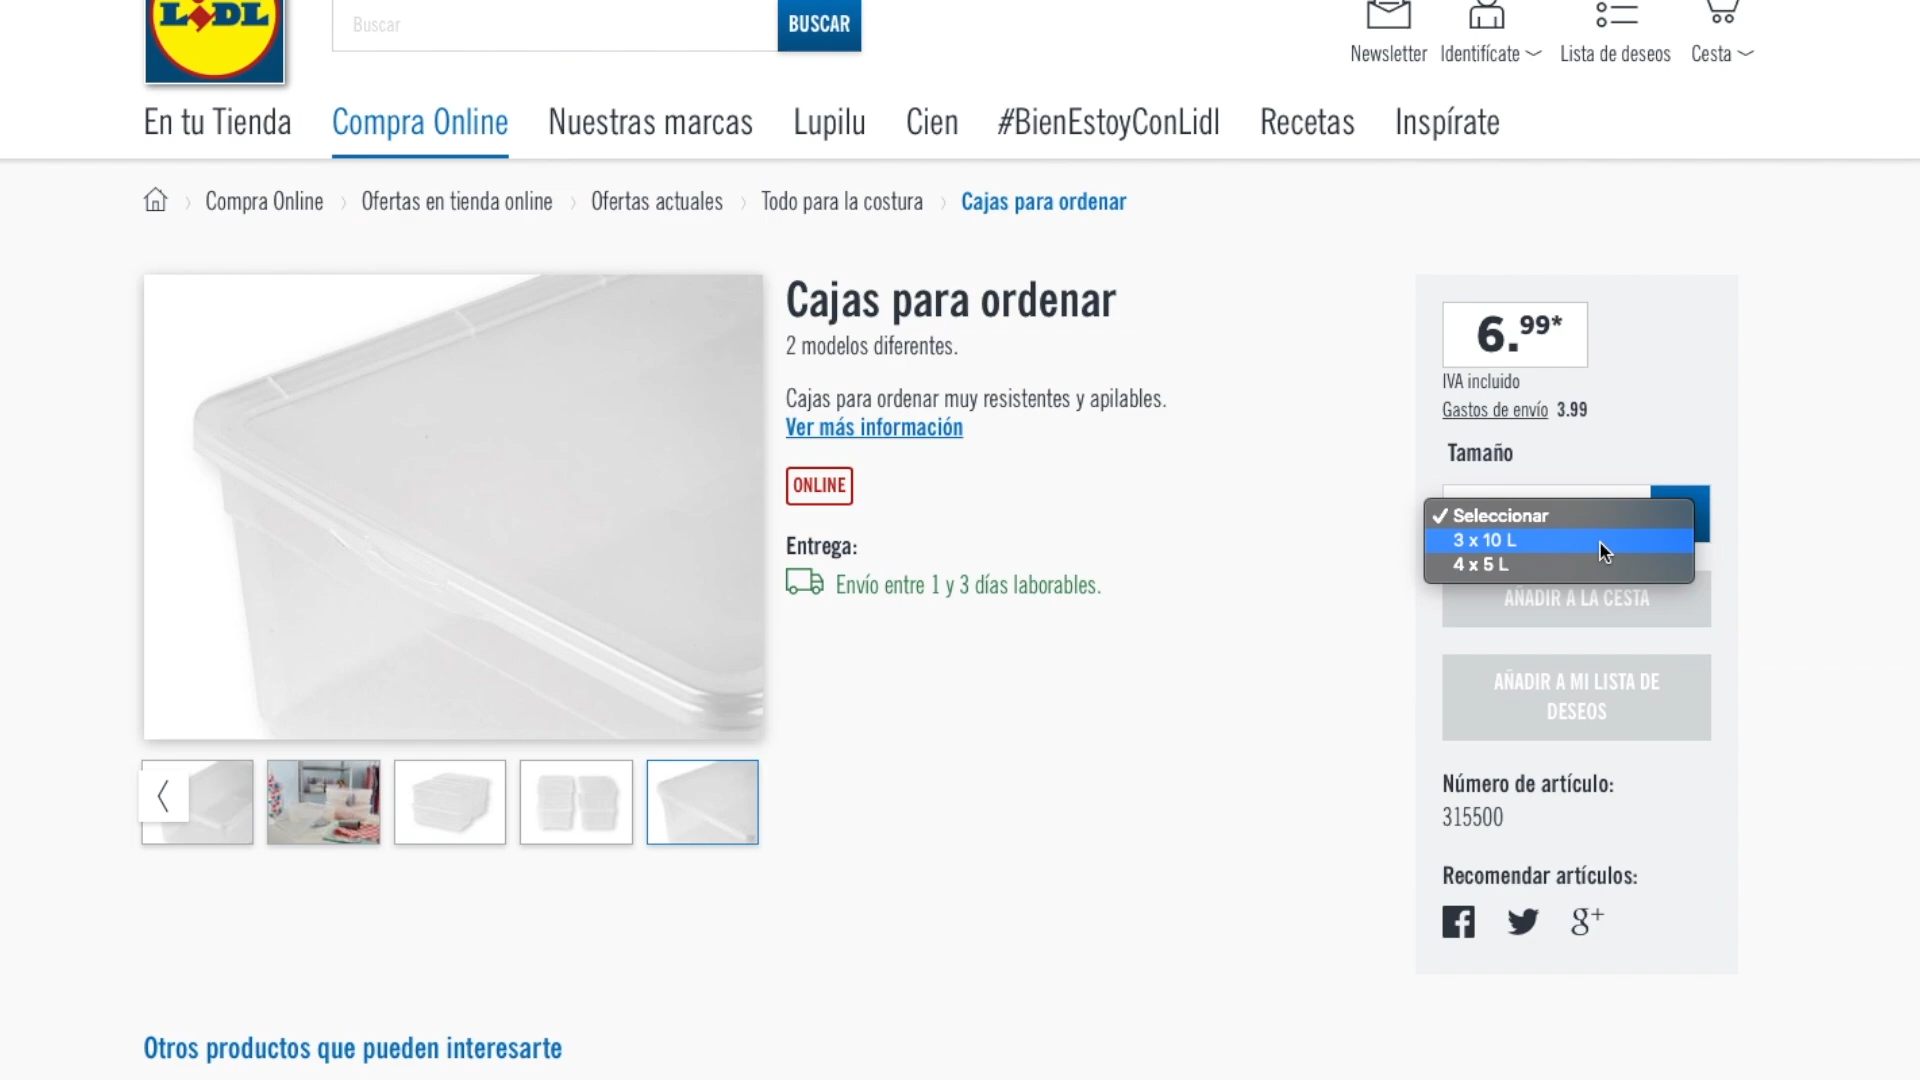 LIDL
Buscar
BUSCAR
Newsletter
Identifícate
Lista de deseos
Cesta
En tu Tienda
Compra Online
Nuestras marcas
Lupilu
Cien
#BienEstoyConLidl
Recetas
Inspírate
Compra Online
Ofertas en tienda online
Ofertas actuales
Todo para la costura
Cajas para ordenar
Cajas para ordenar
2 modelos diferentes.
Cajas para ordenar muy resistentes y apilables.
Ver más información
ONLINE
Entrega:
Envío entre 1 y 3 días laborables.
6.99*
IVA incluido
Gastos de envío 3.99
Tamaño
✓ Seleccionar
3 x 10 L
4 x 5 L
AÑADIR A LA CESTA
AÑADIR A MI LISTA DE
DESEOS
Número de artículo:
315500
Recomendar artículos:
g+
Otros productos que pueden interesarte